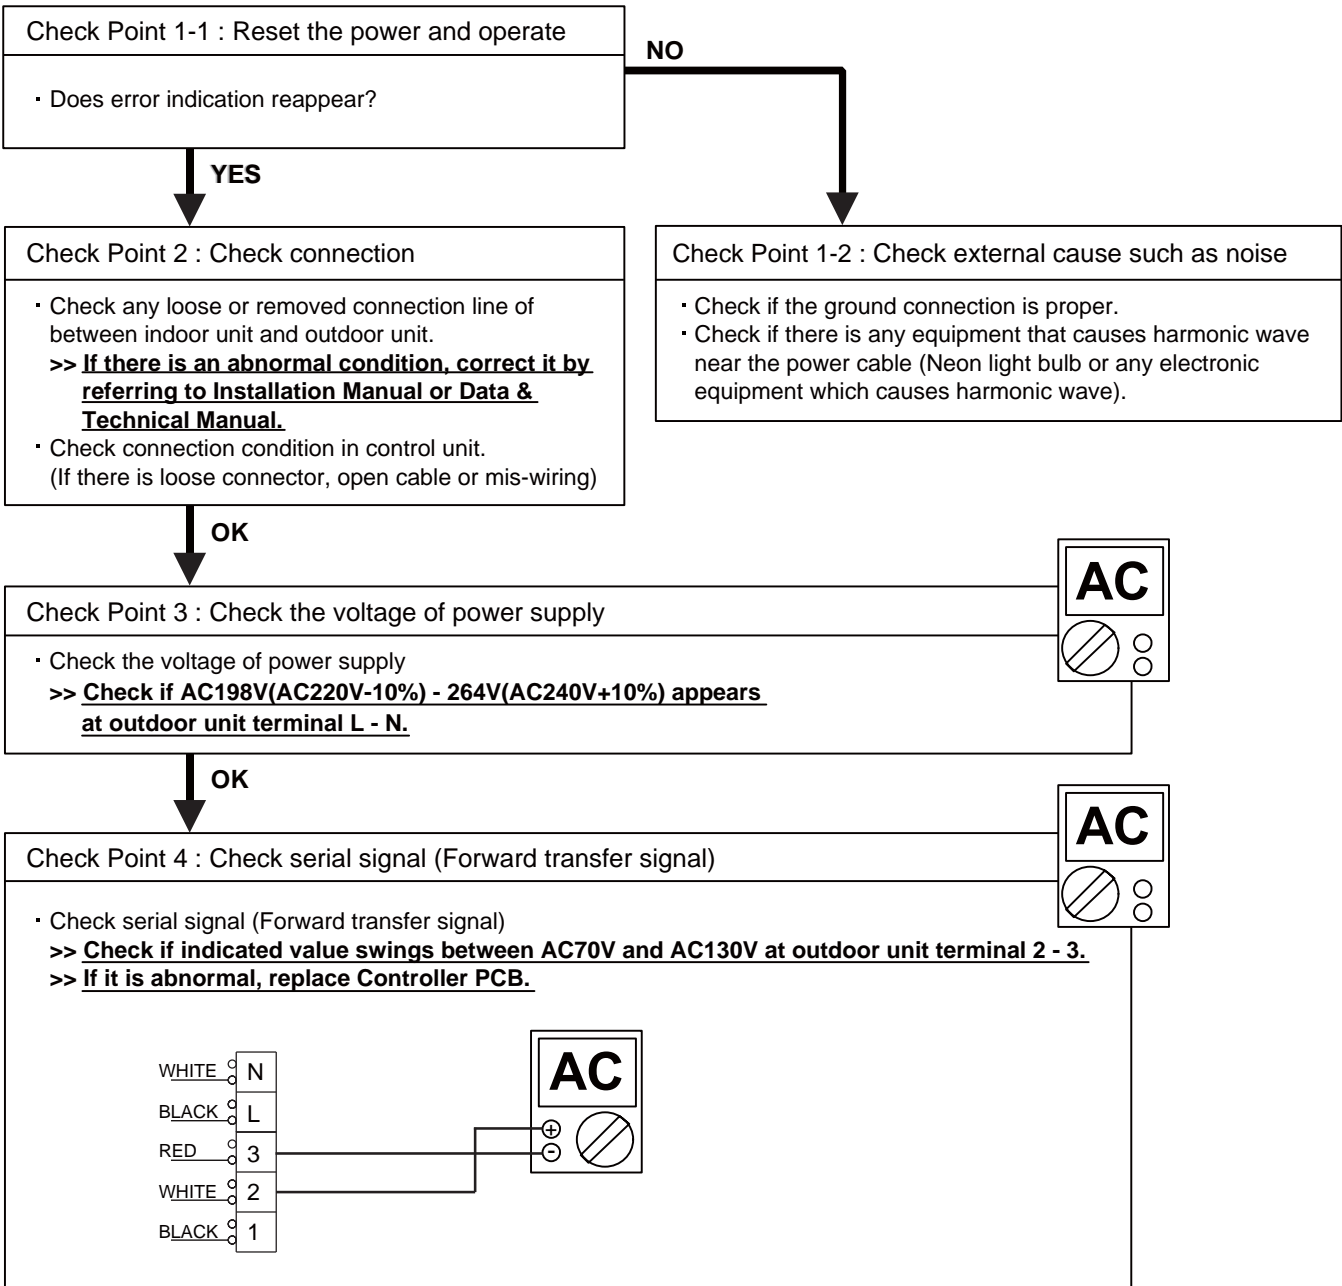 Check Point 1-1 : Reset the power and operate
· Does error indication reappear?
NO
YES
Check Point 2 : Check connection
· Check any loose or removed connection line of
between indoor unit and outdoor unit.
>> If there is an abnormal condition, correct it by
referring to Installation Manual or Data &
Technical Manual.
· Check connection condition in control unit.
(If there is loose connector, open cable or mis-wiring)
Check Point 1-2 : Check external cause such as noise
· Check if the ground connection is proper.
· Check if there is any equipment that causes harmonic wave
near the power cable (Neon light bulb or any electronic
equipment which causes harmonic wave).
OK
Check Point 3 : Check the voltage of power supply
AC
· Check the voltage of power supply
>> Check if AC198V(AC220V-10%) - 264V(AC240V+10%) appears
at outdoor unit terminal L - N.
OK
Check Point 4 : Check serial signal (Forward transfer signal)
AC
· Check serial signal (Forward transfer signal)
>> Check if indicated value swings between AC70V and AC130V at outdoor unit terminal 2 - 3.
>> If it is abnormal, replace Controller PCB.
AC
+
-
WHITE N
BLACK L
RED 3
WHITE 2
BLACK 1